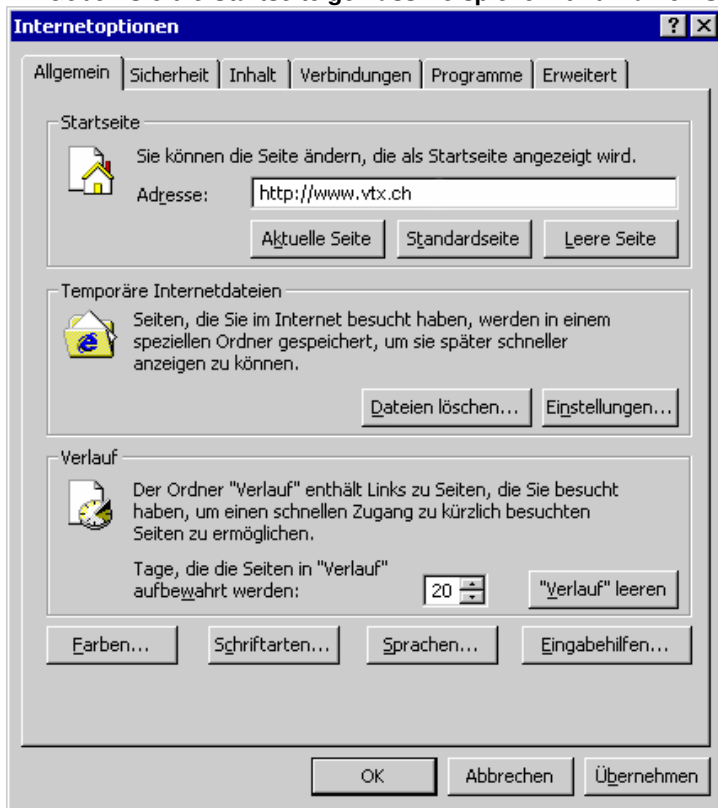 Internetoptionen
Allgemein Sicherheit Inhalt Verbindungen Programme Erweitert
Startseite
Sie können die Seite ändern, die als Startseite angezeigt wird.
Adresse: http://www.vtx.ch
Aktuelle Seite Standardseite Leere Seite
Temporäre Internetdateien
Seiten, die Sie im Internet besucht haben, werden in einem
speziellen Ordner gespeichert, um sie später schneller
anzeigen zu können.
Dateien löschen... Einstellungen...
Verlauf
Der Ordner "Verlauf" enthält Links zu Seiten, die Sie besucht
haben, um einen schnellen Zugang zu kürzlich besuchten
Seiten zu ermöglichen.
Tage, die die Seiten in "Verlauf"
aufbewahrt werden: 20 "Verlauf" leeren
Farben... Schriftarten... Sprachen... Eingabehilfen...
OK Abbrechen Übernehmen